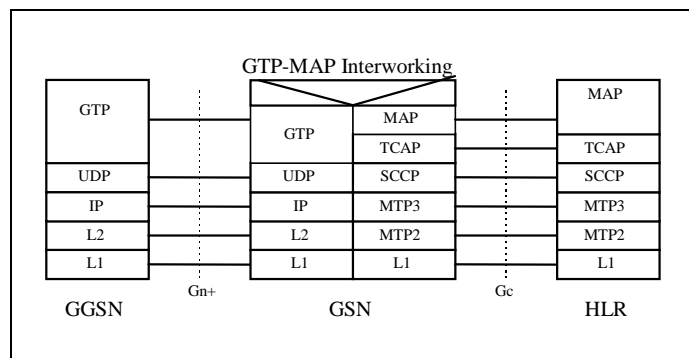 GTP-MAP Interworking
GTP
GTP
MAP
TCAP
MAP
TCAP
UDP
UDP
SCCP
SCCP
IP
IP
MTP3
MTP3
L2
L2
MTP2
MTP2
L1
L1
L1
L1
Gn+
Gc
GGSN
GSN
HLR